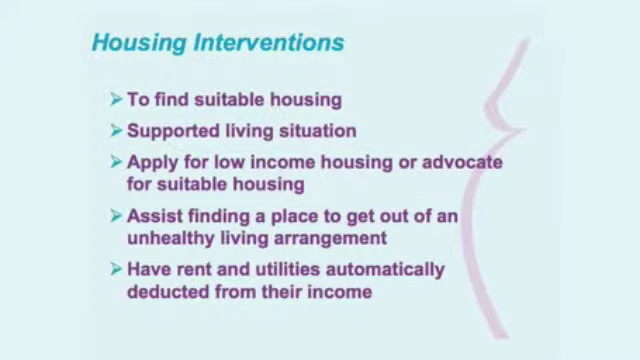 Housing Interventions
To find suitable housing
Supported living situation
Apply for low income housing or advocate
for suitable housing
Assist finding a place to get out of an
unhealthy living arrangement
Have rent and utilities automatically
deducted from their income